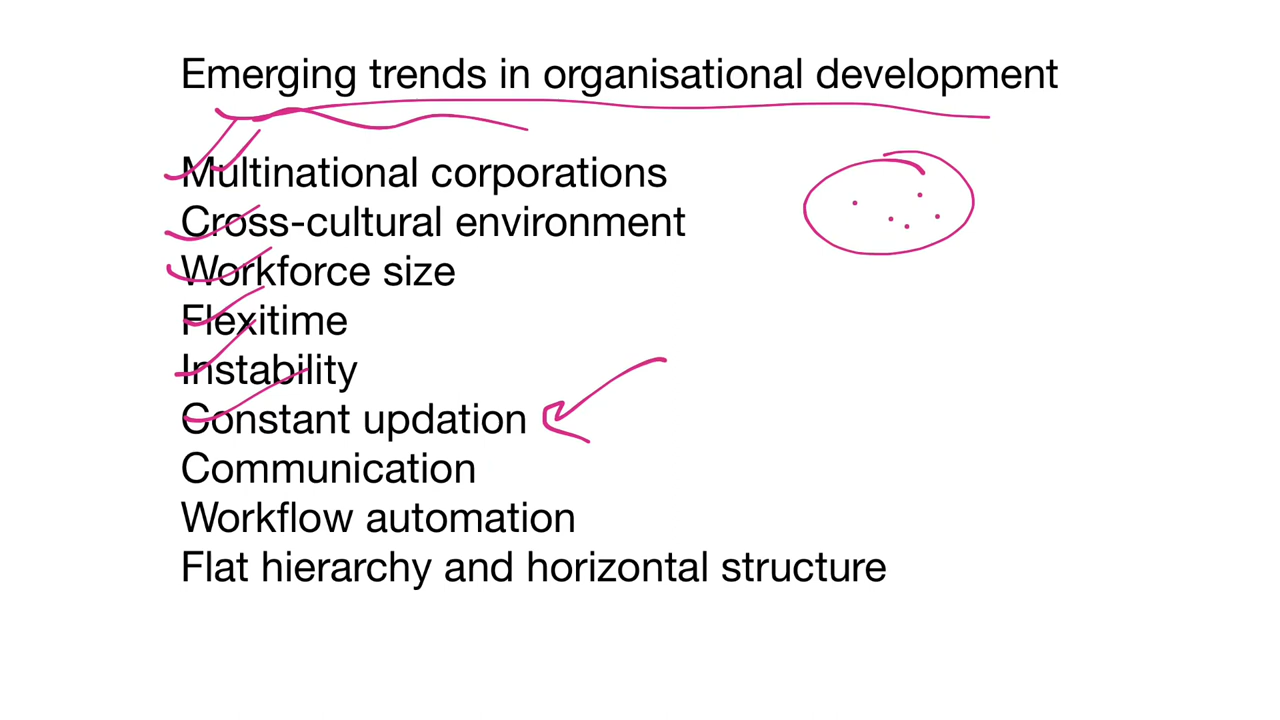 Emerging trends in organisational development
Multinational corporations
Cross-cultural environment
Workforce size
Flexitime
Instability
Constant updation
Communication
Workflow automation
Flat hierarchy and horizontal structure